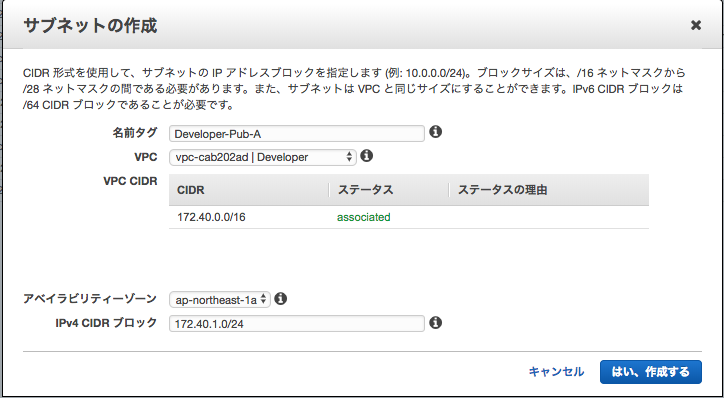 サブネットの作成
CIDR 形式を使用して、サブネットの IP アドレスブロックを指定します (例: 10.0.0.0/24)。ブロックサイズは、/16 ネットマスクから
/28 ネットマスクの間である必要があります。また、サブネットは VPC と同じサイズにすることができます。IPv6 CIDR ブロックは
/64 CIDR ブロックであることが必要です。
名前タグ Developer-Pub-A
VPC vpc-cab202ad | Developer
VPC CIDR
CIDR ステータス ステータスの理由
172.40.0.0/16 associated
アベイラビリティーゾーン ap-northeast-1a
IPv4 CIDR ブロック 172.40.1.0/24
キャンセル はい、作成する